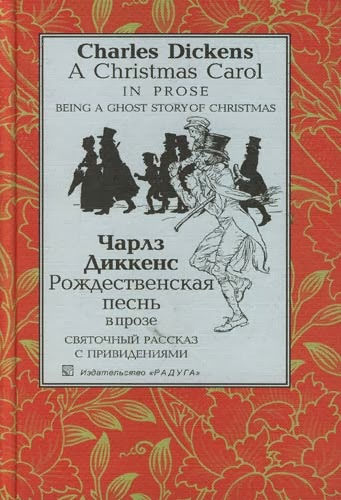 Charles Dickens
A Christmas Carol
IN PROSE
BEING A GHOST STORY OF CHRISTMAS
Чарлз
Диккенс
Рождественская
песнь
в прозе
СВЯТОЧНЫЙ РАССКАЗ
С ПРИВИДЕНИЯМИ
Издательство «РАДУГА»